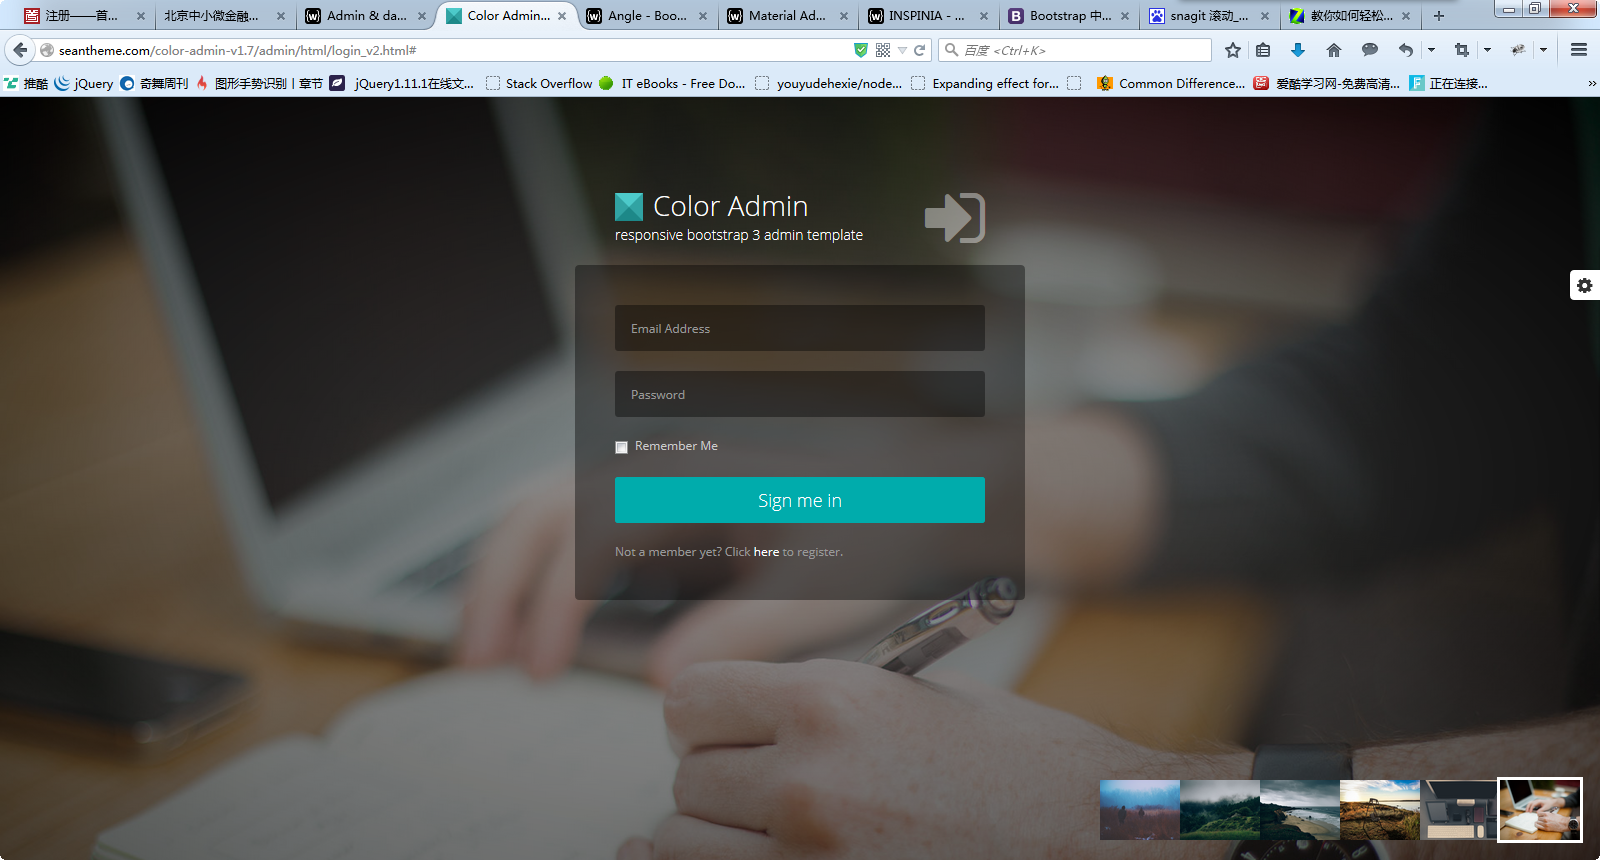 注册——首...
北京中小微金融...
Admin & da...
Color Admin...
Angle - Boo...
Material Ad...
INSPINIA - ...
Bootstrap 中...
snagit 滚动_...
教你如何轻松...
seantheme.com/color-admin-v1.7/admin/html/login_v2.html#
百度 <Ctrl+K>
推酷
jQuery
奇舞周刊
图形手势识别 | 章节
jQuery1.11.1在线文...
Stack Overflow
IT eBooks - Free Do...
youyudehexie/node...
Expanding effect for...
Common Difference...
爱酷学习网-免费高清...
正在连接...
Color Admin
responsive bootstrap 3 admin template
Email Address
Password
Remember Me
Sign me in
Not a member yet? Click here to register.